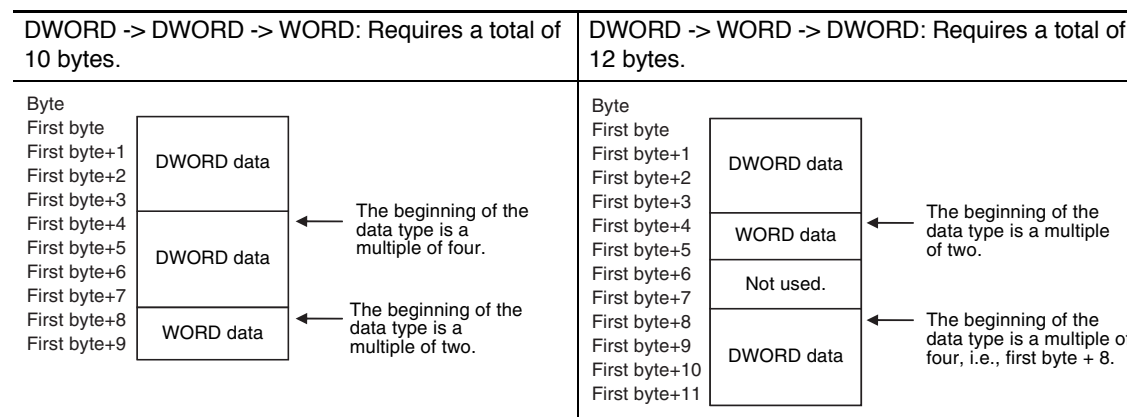 DWORD -> DWORD -> WORD: Requires a total of
10 bytes.
DWORD -> WORD -> DWORD: Requires a total of
12 bytes.
Byte
First byte
First byte+1
First byte+2
First byte+3
First byte+4
First byte+5
First byte+6
First byte+7
First byte+8
First byte+9
DWORD data
DWORD data
WORD data
The beginning of the
data type is a
multiple of four.
The beginning of the
data type is a
multiple of two.
Byte
First byte
First byte+1
First byte+2
First byte+3
First byte+4
First byte+5
First byte+6
First byte+7
First byte+8
First byte+9
First byte+10
First byte+11
DWORD data
WORD data
Not used.
DWORD data
The beginning of the
data type is a multiple
of two.
The beginning of the
data type is a multiple of
four, i.e., first byte + 8.